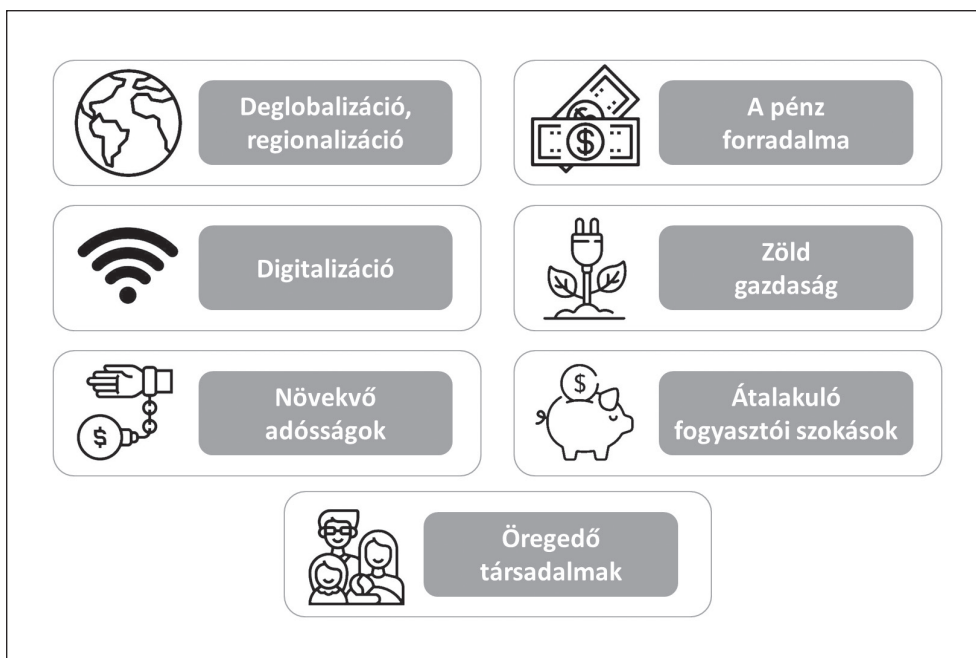 Deglobalizáció,
regionalizáció
A pénz
forradalma
Digitalizáció
Zöld
gazdaság
Növekvő
adósságok
Átalakuló
fogyasztói szokások
Öregedő
társadalmak